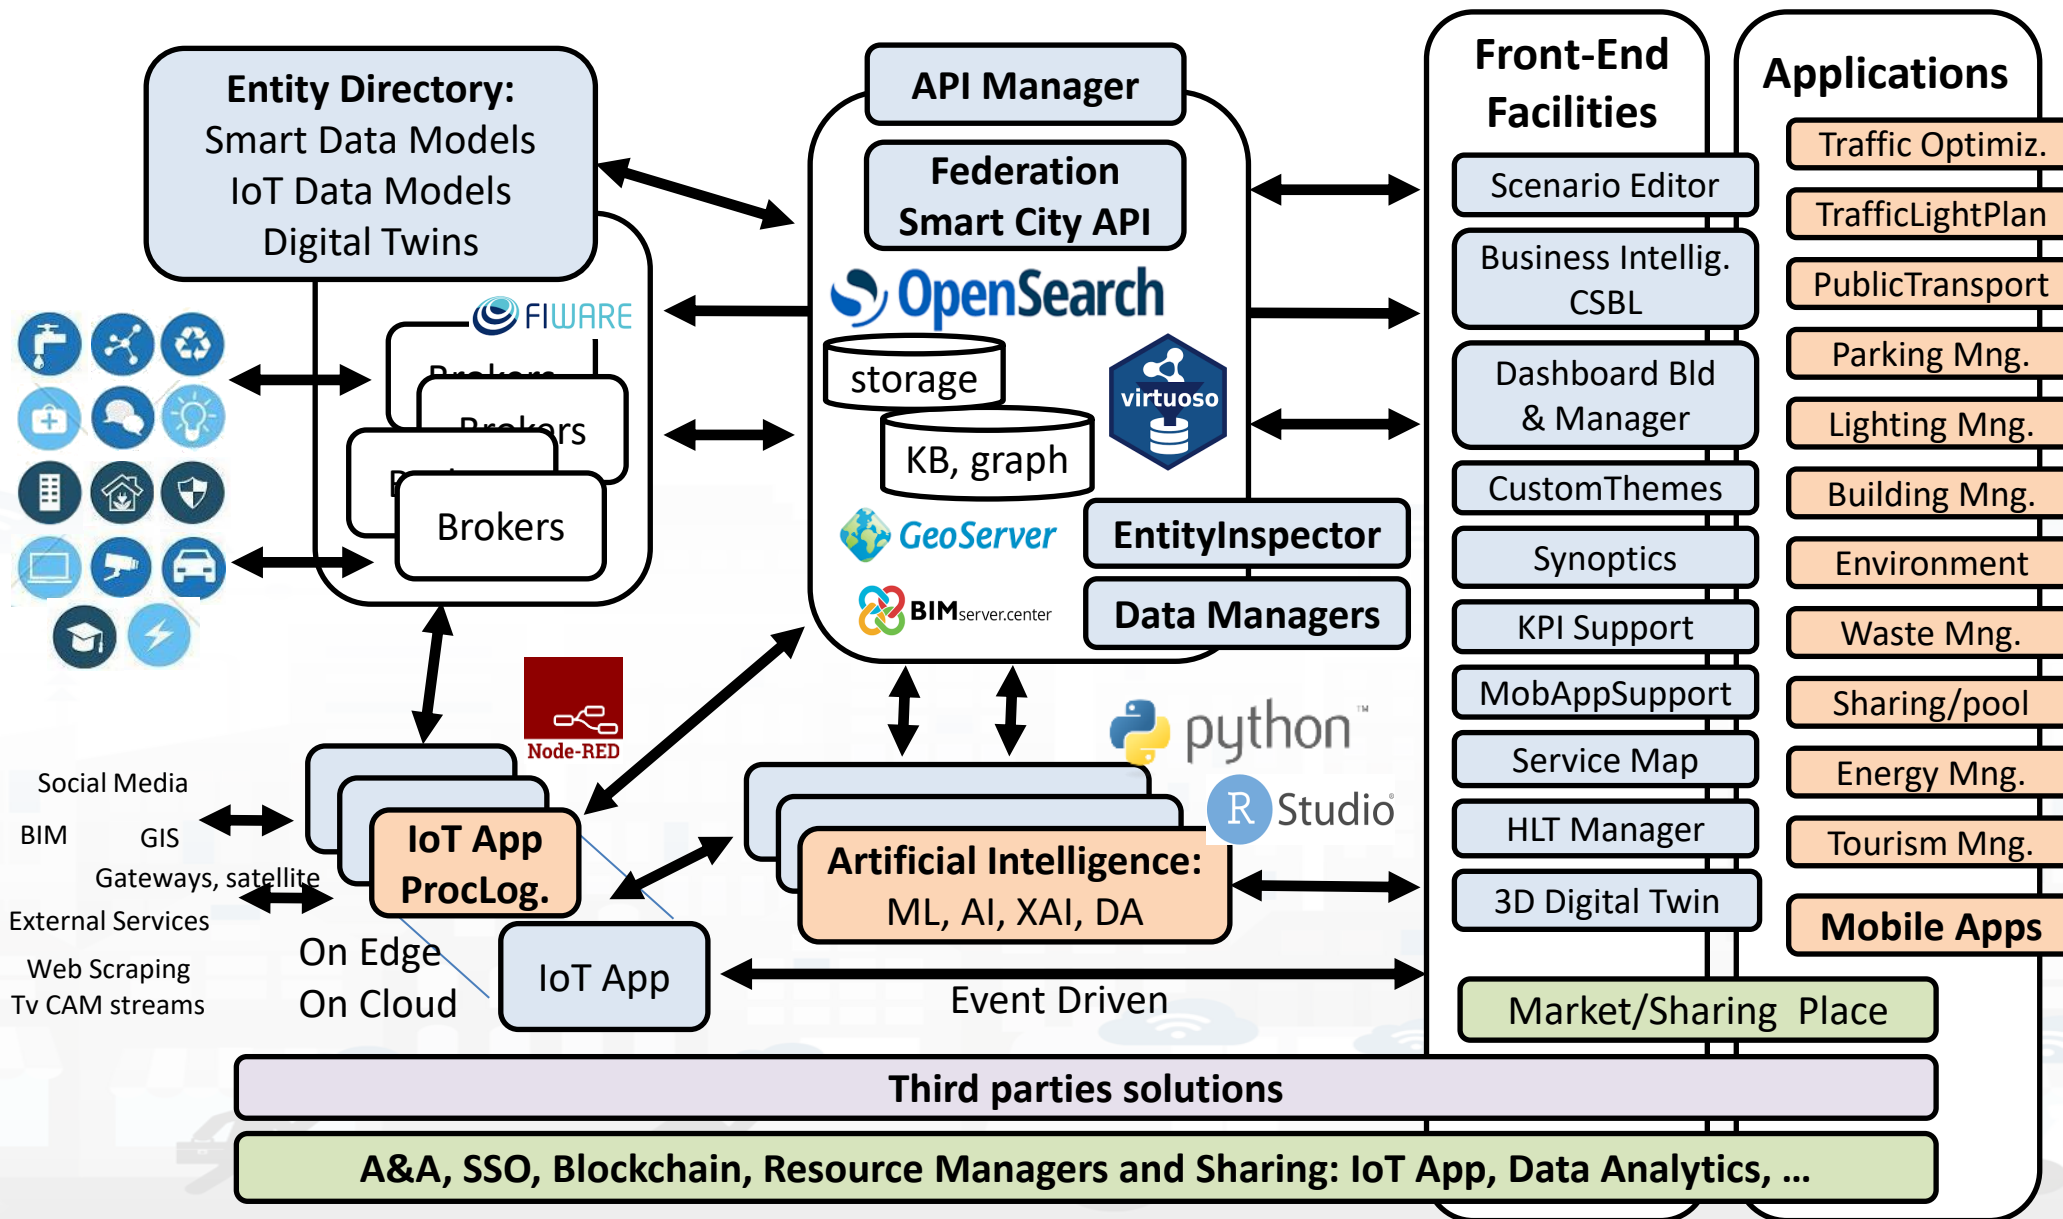 Entity Directory:
Smart Data Models
IoT Data Models
Digital Twins
FIWARE
Brokers
Brokers
Brokers
API Manager
Federation
Smart City API
OpenSearch
storage
virtuoso
KB, graph
GeoServer
EntityInspector
BIMserver.center
Data Managers
Node-RED
python™
R Studio®
Social Media
BIM
GIS
Gateways, satellite
External Services
Web Scraping
Tv CAM streams
IoT App
ProcLog.
On Edge
On Cloud
IoT App
Artificial Intelligence:
ML, AI, XAI, DA
Event Driven
Front-End
Facilities
Scenario Editor
Business Intellig.
CSBL
Dashboard Bld
& Manager
CustomThemes
Synoptics
KPI Support
MobAppSupport
Service Map
HLT Manager
3D Digital Twin
Applications
Traffic Optimiz.
TrafficLightPlan
PublicTransport
Parking Mng.
Lighting Mng.
Building Mng.
Environment
Waste Mng.
Sharing/pool
Energy Mng.
Tourism Mng.
Mobile Apps
Market/Sharing Place
Third parties solutions
A&A, SSO, Blockchain, Resource Managers and Sharing: IoT App, Data Analytics, ...